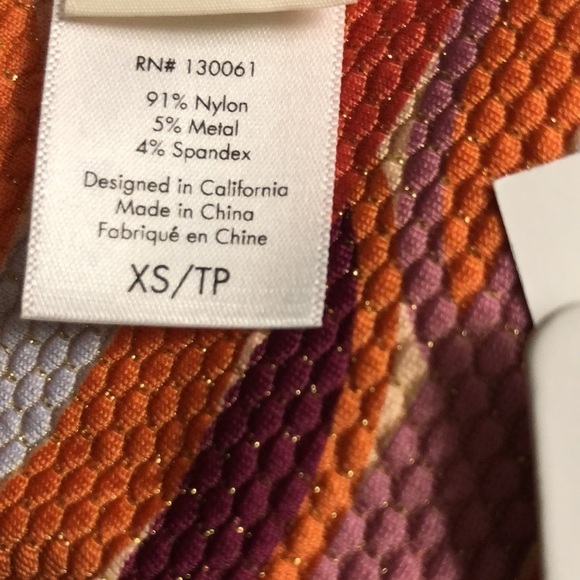 RN# 130061
91% Nylon
5% Metal
4% Spandex
Designed in California
Made in China
Fabriqué en Chine
XS/TP